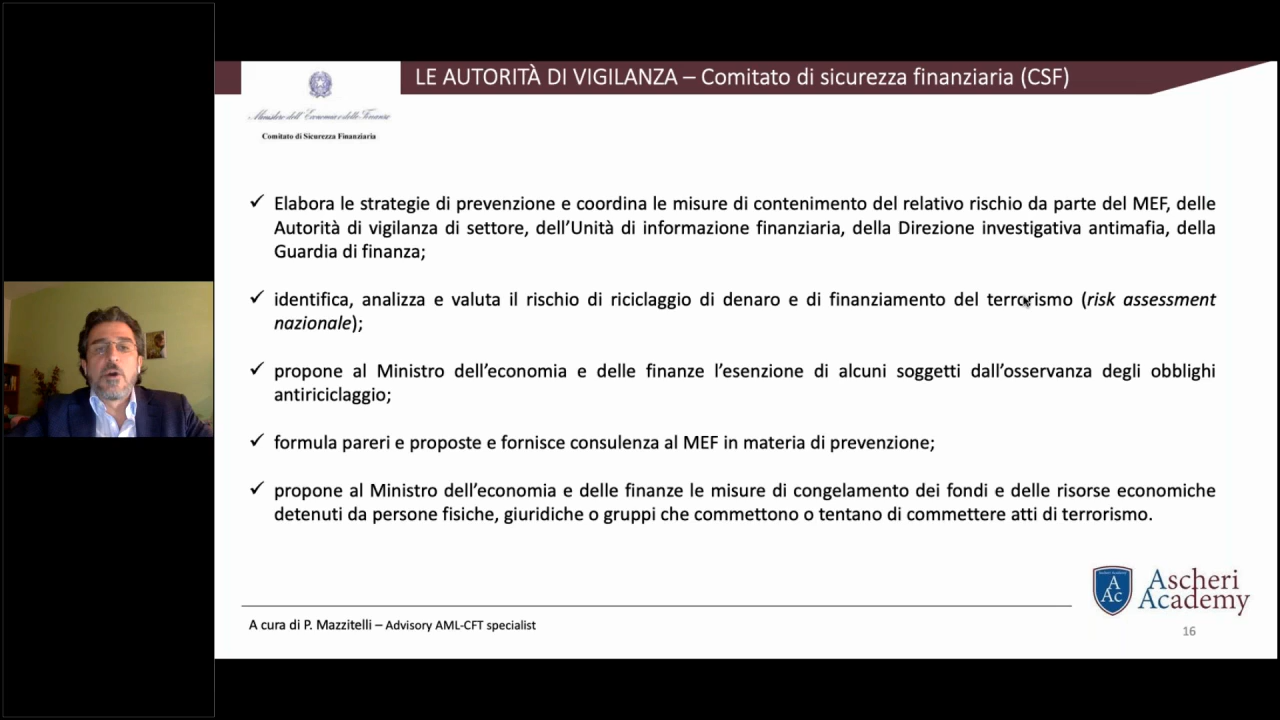 LE AUTORITÀ DI VIGILANZA – Comitato di sicurezza finanziaria (CSF)
Ministero dell'Economia e delle Finanze
Comitato di Sicurezza Finanziaria
✓ Elabora le strategie di prevenzione e coordina le misure di contenimento del relativo rischio da parte del MEF, delle
Autorità di vigilanza di settore, dell’Unità di informazione finanziaria, della Direzione investigativa antimafia, della
Guardia di finanza;
✓ identifica, analizza e valuta il rischio di riciclaggio di denaro e di finanziamento del terrorismo (risk assessment
nazionale);
✓ propone al Ministro dell’economia e delle finanze l’esenzione di alcuni soggetti dall’osservanza degli obblighi
antiriciclaggio;
✓ formula pareri e proposte e fornisce consulenza al MEF in materia di prevenzione;
✓ propone al Ministro dell’economia e delle finanze le misure di congelamento dei fondi e delle risorse economiche
detenuti da persone fisiche, giuridiche o gruppi che commettono o tentano di commettere atti di terrorismo.
A
Ac
Ascheri
Academy
A cura di P. Mazzitelli – Advisory AML-CFT specialist
16